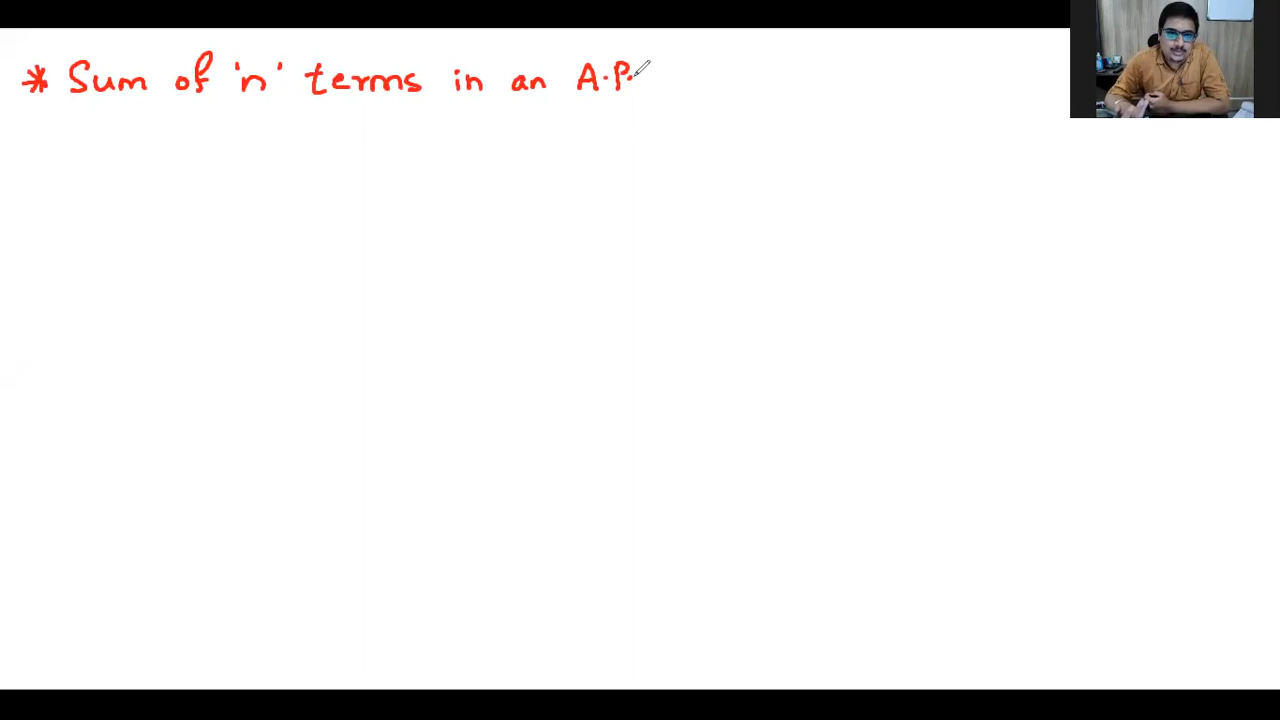 * Sum of 'n' terms in an A.P.